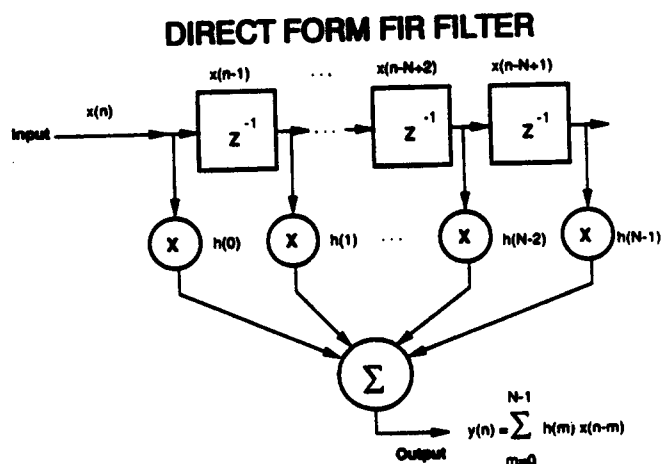 DIRECT FORM FIR FILTER
x(n-1) ... x(n-N+2) x(n-N+1)
x(n)
Input
z⁻¹ ... z⁻¹ z⁻¹
X h(0) X h(1) ... X h(N-2) X h(N-1)
Σ
y(n) = Σ h(m) x(n-m)
N-1
m=0
Output